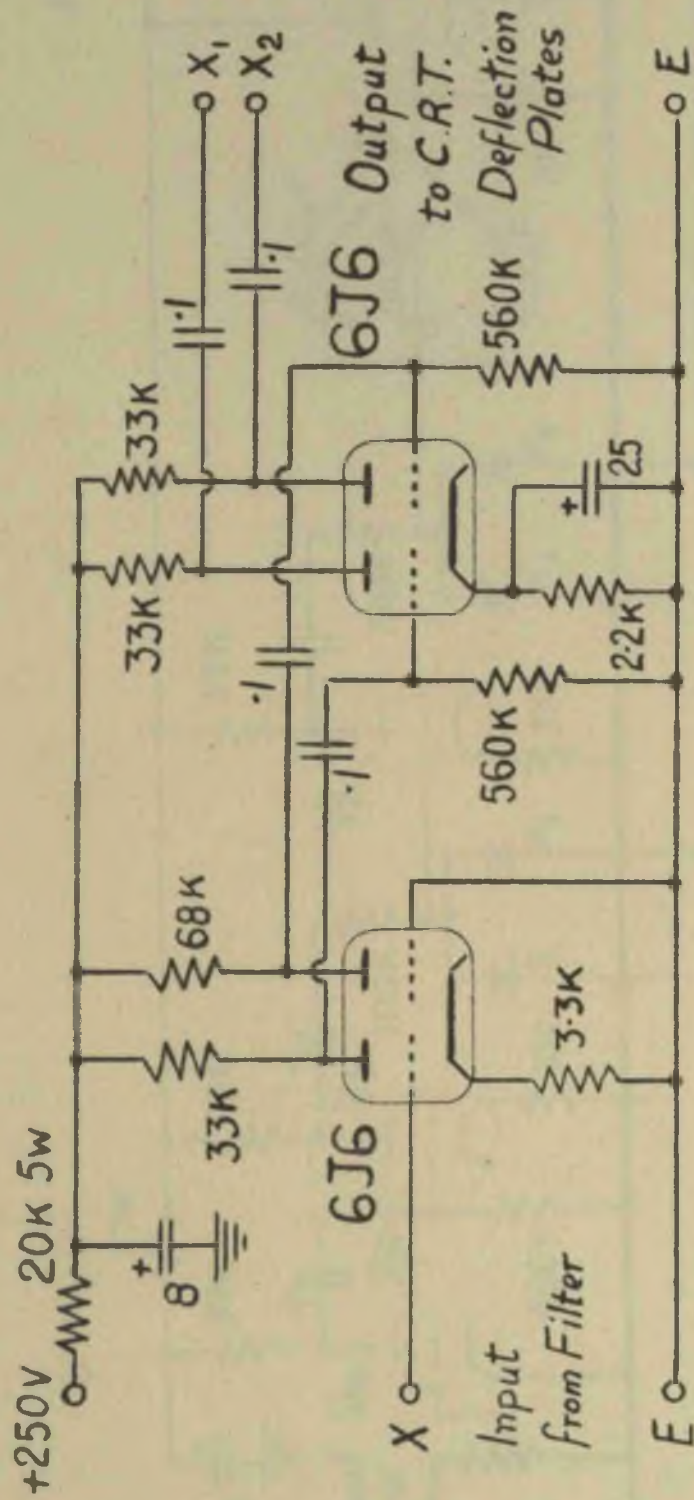 +250V 20K 5W
8
33K
68K
33K
33K
.1
.1
.1
.1
X₁
X₂
6J6
6J6
Output
to C.R.T.
Deflection
Plates
X
Input
from Filter
3.3K
560K
2.2K
25
560K
E
E